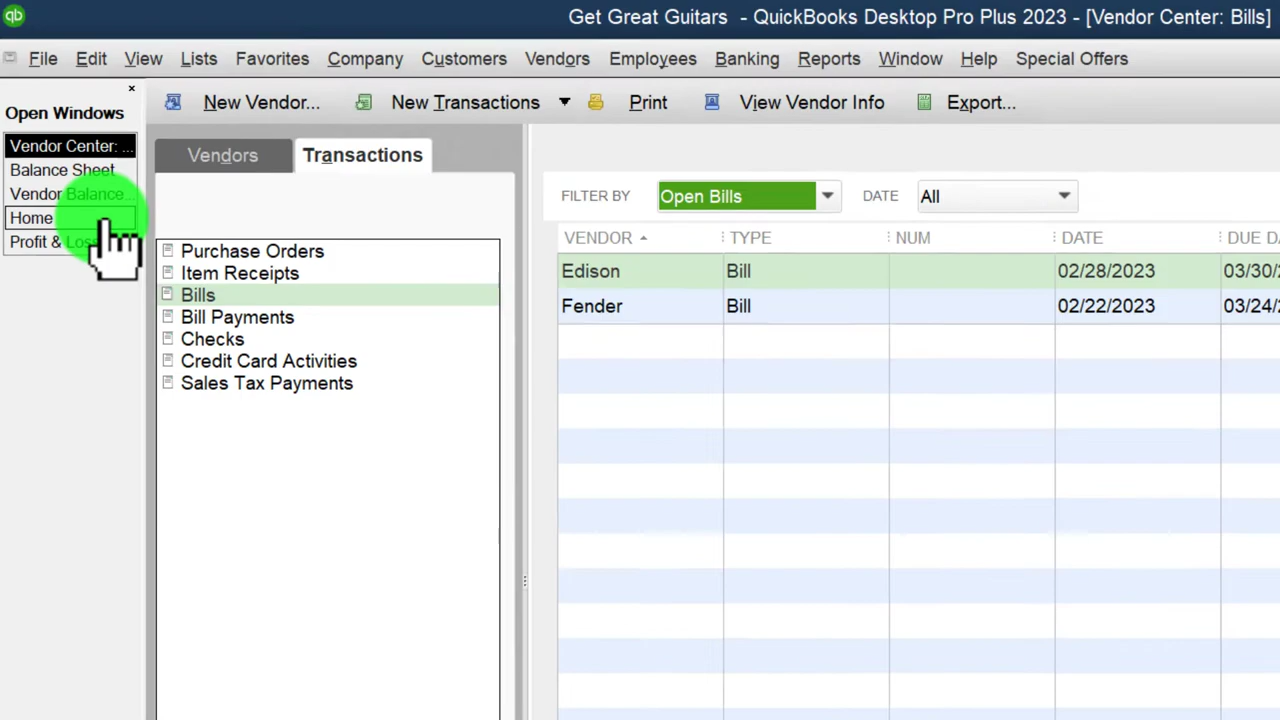 qb
Get Great Guitars - QuickBooks Desktop Pro Plus 2023 - [Vendor Center: Bills]
File Edit View Lists Favorites Company Customers Vendors Employees Banking Reports Window Help Special Offers
New Vendor... New Transactions Print View Vendor Info Export...
Open Windows
Vendor Center: ...
Balance Sheet
Vendor Balance...
Home
Profit & Loss
Vendors Transactions
Purchase Orders
Item Receipts
Bills
Bill Payments
Checks
Credit Card Activities
Sales Tax Payments
FILTER BY Open Bills DATE All
VENDOR TYPE NUM DATE DUE DA
Edison Bill 02/28/2023 03/30/
Fender Bill 02/22/2023 03/24/